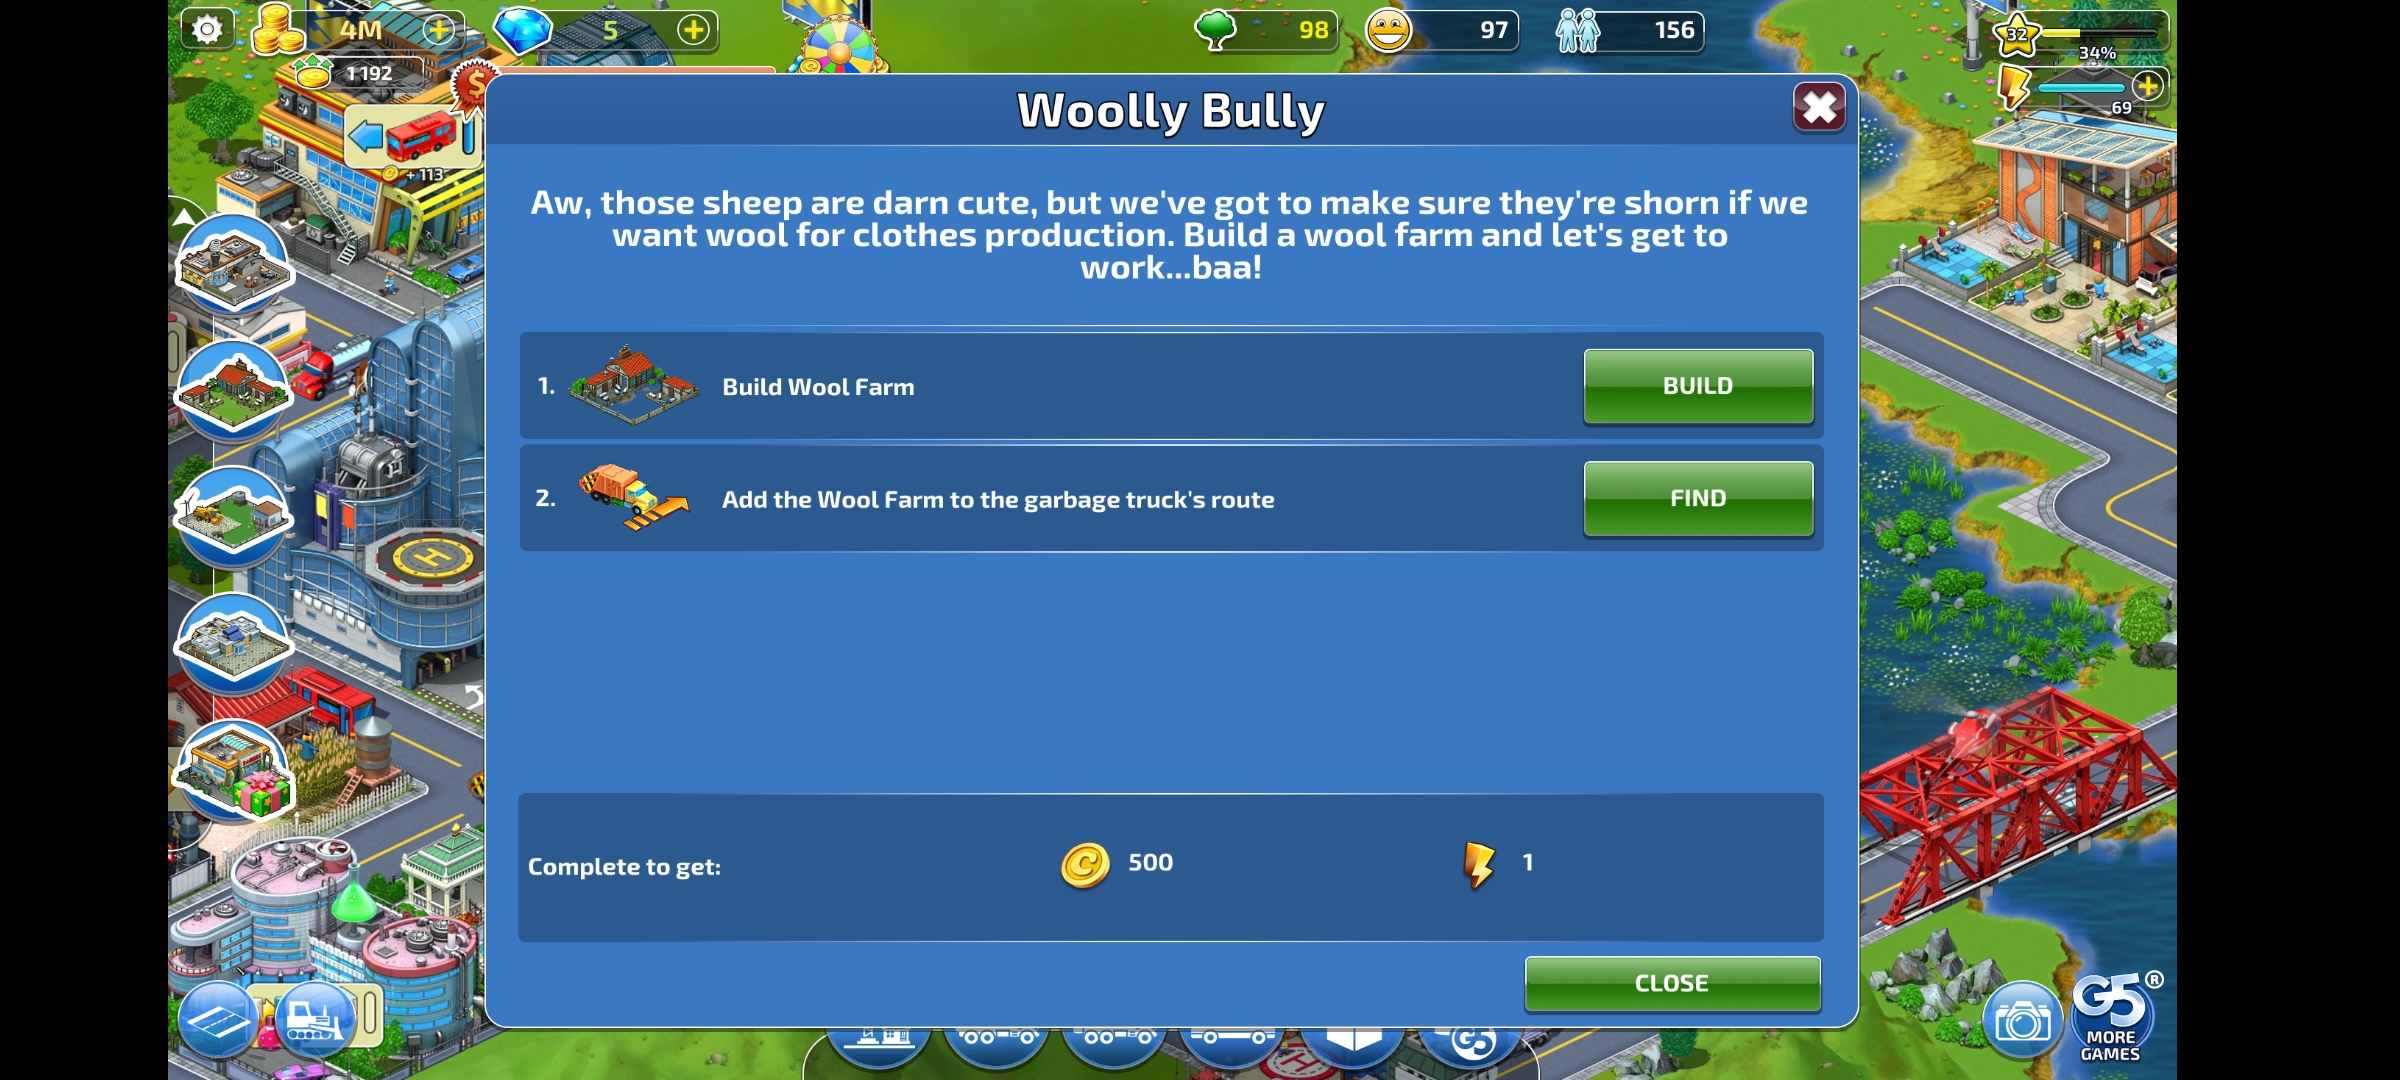 4M
5
98
97
156
32
34%
1192
69
+113
Woolly Bully
Aw, those sheep are darn cute, but we've got to make sure they're shorn if we
want wool for clothes production. Build a wool farm and let's get to
work...baa!
1.
Build Wool Farm
BUILD
2.
Add the Wool Farm to the garbage truck's route
FIND
Complete to get:
500
1
CLOSE
G5®
MORE
GAMES
G5